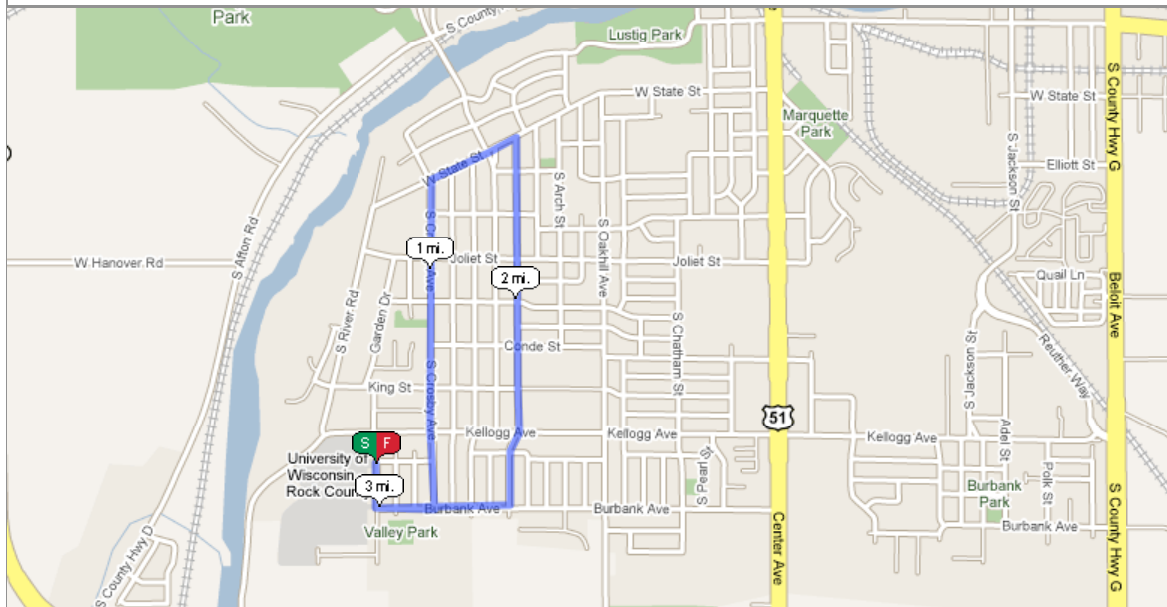 Park
S County
Lustig Park
W State St
Marquette
Park
S County Hwy G
W State St
S Jackson St
Elliott St
W State St
S Arch St
S Afton Rd
S Oakhill Ave
1 mi.
Ave
Joliet St
Joliet St
W Hanover Rd
2 mi.
Quail Ln
Beloit Ave
S River Rd
Garden Dr
S Chatham St
Conde St
S Jackson St
Reuther Way
King St
S Crosby Ave
51
Kellogg Ave
Kellogg Ave
Kellogg Ave
S F
University of
Wisconsin
Rock County
3 mi.
S Pearl St
Adel St
Polk St
Burbank
Park
S County Hwy G
Burbank Ave
Burbank Ave
Burbank Ave
Valley Park
Center Ave
S County Hwy D